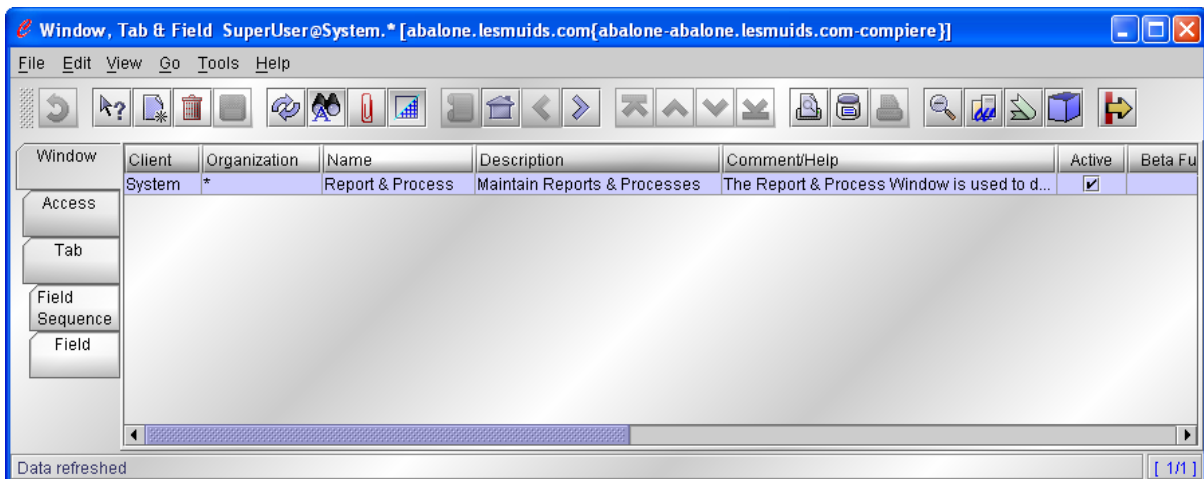 Window, Tab & Field SuperUser@System.* [abalone.lesmuids.com{abalone-abalone.lesmuids.com-compiere}]
File Edit View Go Tools Help
Window
Client Organization Name Description Comment/Help Active Beta Fu
System * Report & Process Maintain Reports & Processes The Report & Process Window is used to d...
Access
Tab
Field
Sequence
Field
Data refreshed [ 1/1 ]